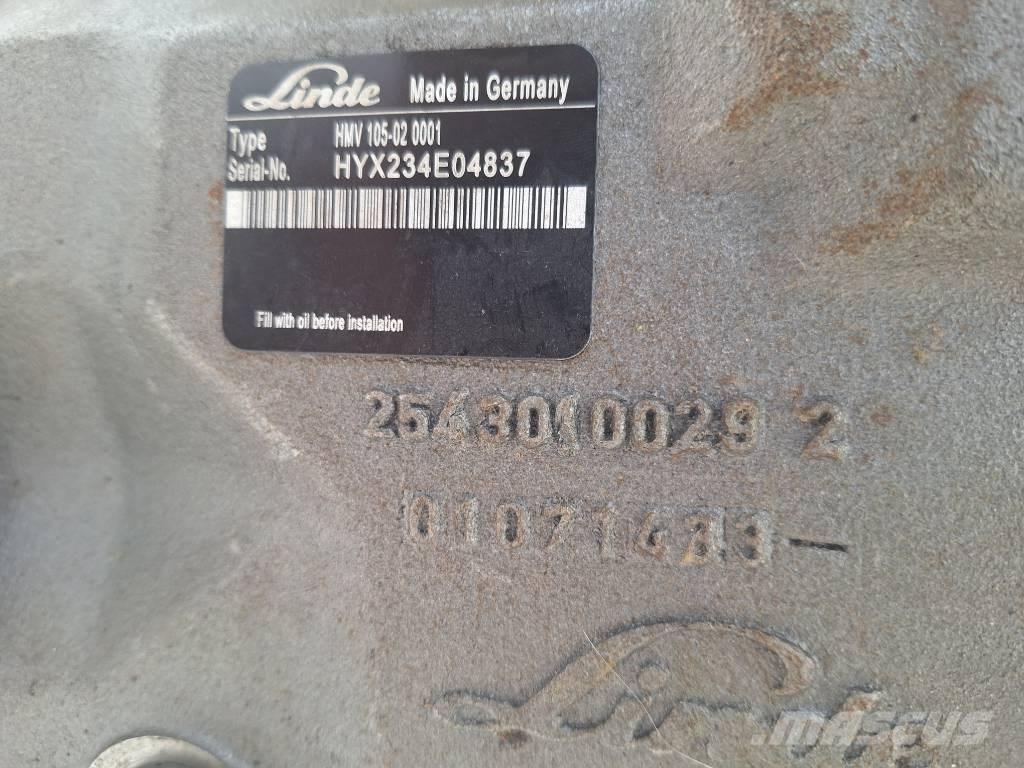 Linde Made in Germany
Type HMV 105-02 0001
Serial-No. HYX234E04837
Fill with oil before installation
2543010029 2
Linde
MASCUS